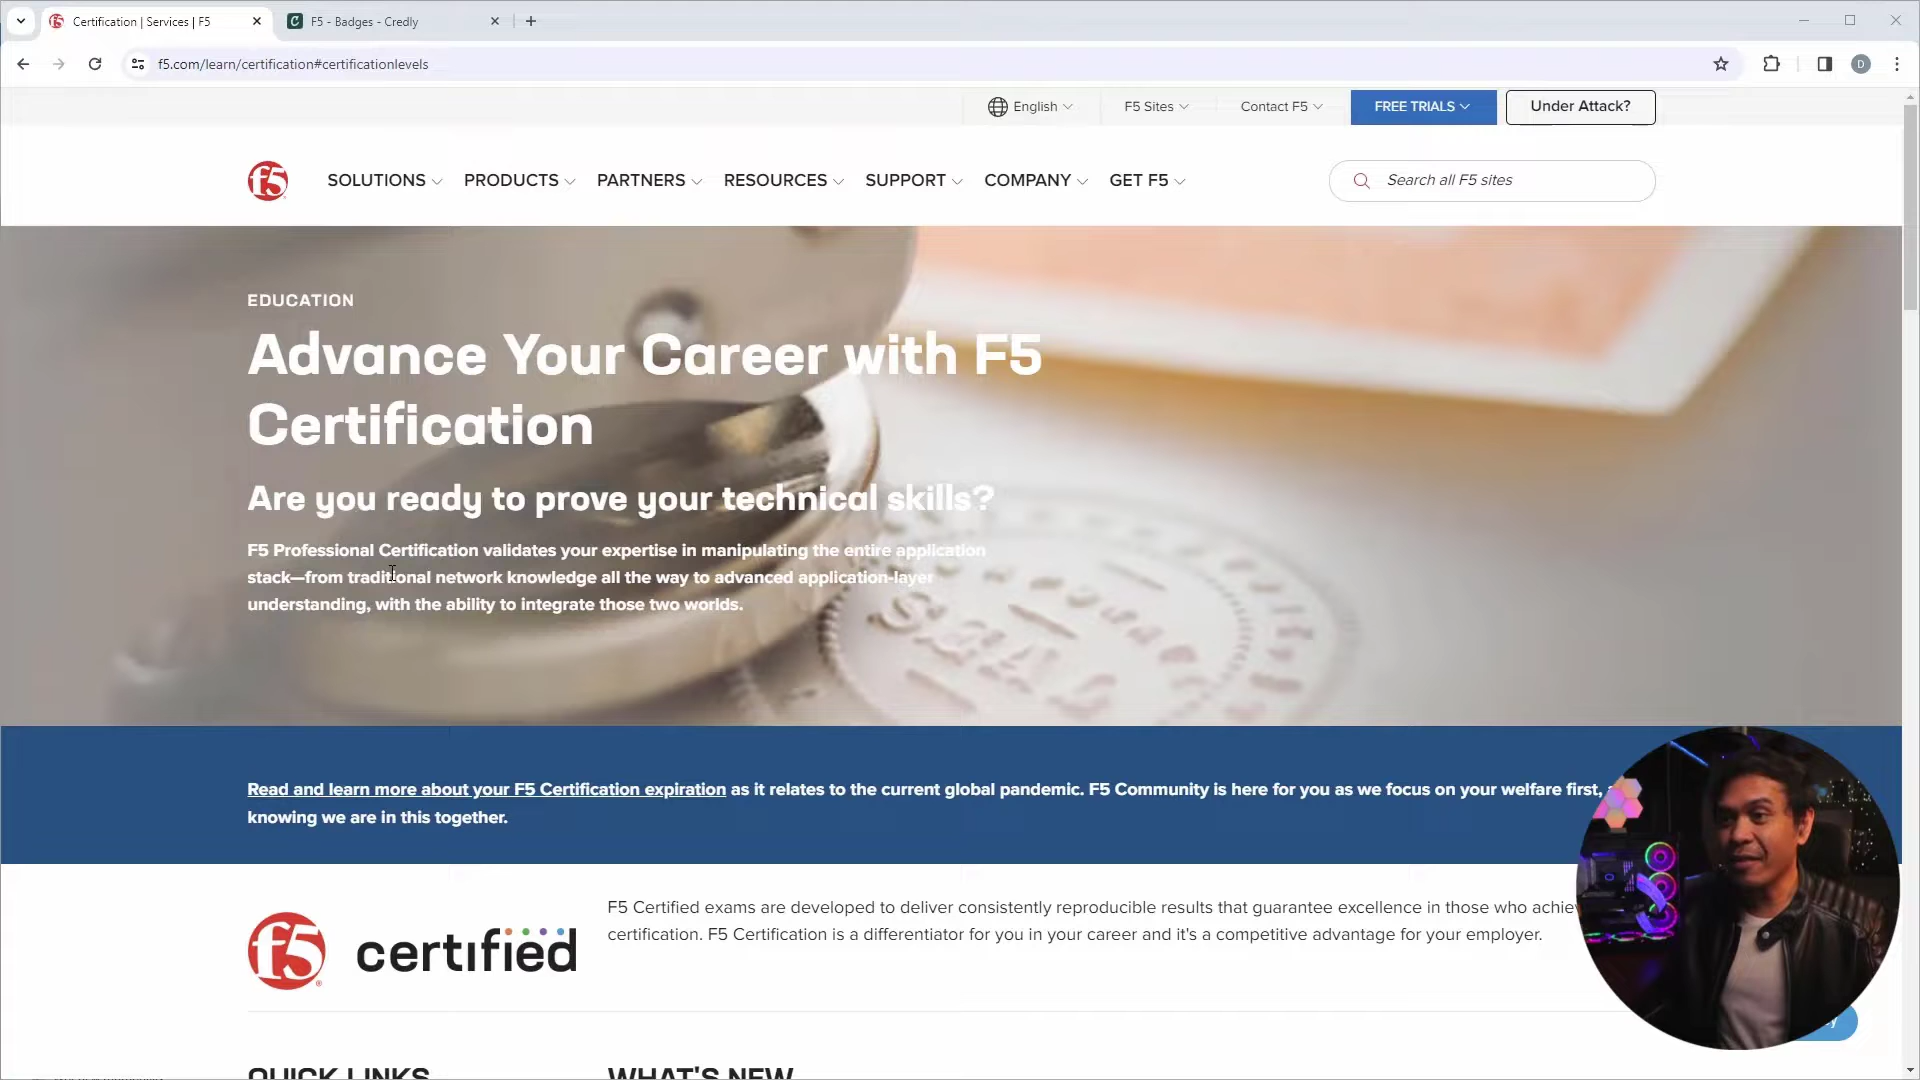 Certification | Services | F5
F5 - Badges - Credly
f5.com/learn/certification#certificationlevels
English
F5 Sites
Contact F5
FREE TRIALS
Under Attack?
f5
SOLUTIONS
PRODUCTS
PARTNERS
RESOURCES
SUPPORT
COMPANY
GET F5
Search all F5 sites
EDUCATION
Advance Your Career with F5
Certification
Are you ready to prove your technical skills?
F5 Professional Certification validates your expertise in manipulating the entire application
stack—from traditional network knowledge all the way to advanced application-layer
understanding, with the ability to integrate those two worlds.
Read and learn more about your F5 Certification expiration as it relates to the current global pandemic. F5 Community is here for you as we focus on your welfare first,
knowing we are in this together.
f5 certified
F5 Certified exams are developed to deliver consistently reproducible results that guarantee excellence in those who
certification. F5 Certification is a differentiator for you in your career and it's a competitive advantage for your employer.
QUICK LINKS
WHAT'S NEW